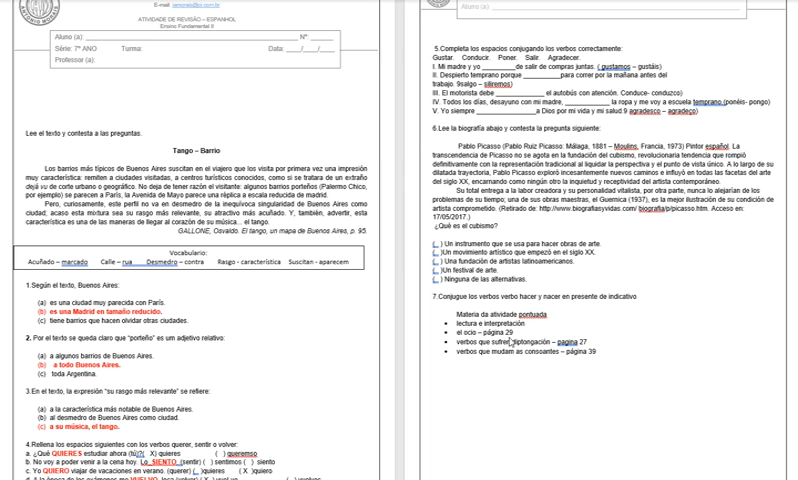 E-mail: iamorais@pi.com.br
ATIVIDADE DE REVISÃO – ESPANHOL
Ensino Fundamental II
Aluno (a): Nº:
Série: 7º ANO Turma: Data: ___/___/___
Professor (a):
Lee el texto y contesta a las preguntas.
Tango – Barrio
Los barrios más típicos de Buenos Aires suscitan en el viajero que los visita por primera vez una impresión
muy característica: remiten a ciudades visitadas, a centros turísticos conocidos, como si se tratara de un extraño
dejà vu de corte urbano o geográfico. No deja de tener razón el visitante: algunos barrios porteños (Palermo Chico,
por ejemplo) se parecen a París, la Avenida de Mayo parece una réplica a escala reducida de madrid.
Pero, curiosamente, este perfil no va en desmedro de la inequívoca singularidad de Buenos Aires como
ciudad, acaso esta mixtura sea su rasgo más relevante, su atractivo más acuñado. Y, también, advertir, esta
característica es una de las maneras de llegar al corazón de su música... el tango.
GALLONE, Osvaldo. El tango, un mapa de Buenos Aires, p. 95.
Vocabulario:
Acuñado – marcado Calle – rua Desmedro – contra Rasgo - característica Suscitan - aparecem
1.Según el texto, Buenos Aires:
(a) es una ciudad muy parecida con París.
(b) es una Madrid en tamaño reducido.
(c) tiene barrios que hacen olvidar otras ciudades.
2. Por el texto se queda claro que "porteño" es um adjetivo relativo:
(a) a algunos barrios de Buenos Aires.
(b) a todo Buenos Aires.
(c) toda Argentina.
3.En el texto, la expresión "su rasgo más relevante" se refiere:
(a) a la característica más notable de Buenos Aires.
(b) al desmedro de Buenos Aires como ciudad.
(c) a su música, el tango.
4.Rellena los espacios siguientes con los verbos querer, sentir o volver:
a. ¿Qué QUIERES estudiar ahora (tú)?( X) quieres ( ) queremso
b. No voy a poder venir a la cena hoy. Lo SIENTO. (sentir) ( ) sentimos ( ) siento
c. Yo QUIERO viajar de vacaciones en verano. (querer) ( )quieres ( X )quiero
Aluno (a):
5.Completa los espacios conjugando los verbos correctamente:
Gustar. Conducir. Poner. Salir. Agradecer.
I. Mi madre y yo ________de salir de compras juntas. ( gustamos – gustáis)
II. Despierto temprano porque _________para correr por la mañana antes del
trabajo. 9salgo – saliremos)
III. El motorista debe ____________ el autobús con atención. Conduce- conduzco)
IV. Todos los días, desayuno con mi madre, ___________ la ropa y me voy a escuela temprano.(ponéis- pongo)
V. Yo siempre ______________a Dios por mi vida y mi salud.9 agradesco – agradeço)
6.Lee la biografía abajo y contesta la pregunta siguiente:
Pablo Picasso (Pablo Ruiz Picasso: Málaga, 1881 – Moulins, Francia, 1973) Pintor español. La
transcendencia de Picasso no se agota en la fundación del cubismo, revolucionaria tendencia que rompió
definitivamente con la representación tradicional al liquidar la perspectiva y el punto de vista único. A lo largo de su
dilatada trayectoria, Pablo Picasso exploró incesantemente nuevos caminos e influyó en todas las facetas del arte
del siglo XX, encarnando como ningún otro la inquietud y receptividad del artista contemporáneo.
Su total entrega a la labor creadora y su personalidad vitalista, por otra parte, nunca lo alejarían de los
problemas de su tiempo; una de sus obras maestras, el Guernica (1937), es la mejor ilustración de su condición de
artista comprometido. (Retirado de: http://www.biografiasyvidas.com/ biografia/p/picasso.htm. Acceso en:
17/05/2017.)
¿Qué es el cubismo?
( ) Un instrumento que se usa para hacer obras de arte.
( )Un movimiento artístico que empezó en el siglo XX.
( ) Una fundación de artistas latinoamericanos.
( )Un festival de arte.
( ) Ninguna de las alternativas.
7.Conjugue los verbos verbo hacer y nacer en presente de indicativo
Materia da atividade pontuada
• lectura e interpretación
• el ocio – página 29
• verbos que sufren diptongación – pagina 27
• verbos que mudam as consoantes – página 39